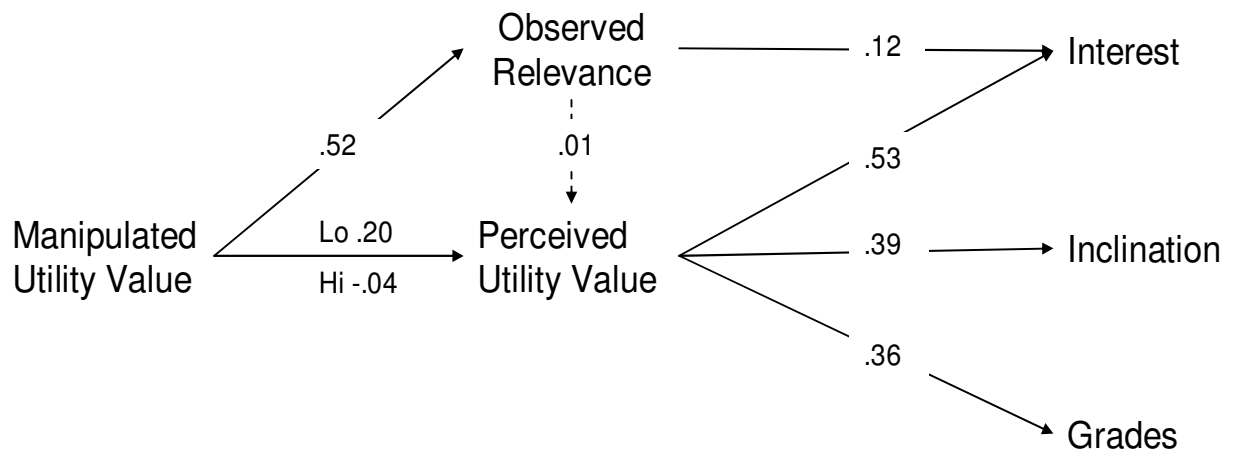 Observed
Relevance
.12
Interest
.52
.01
.53
Manipulated
Utility Value
Lo .20
Hi -.04
Perceived
Utility Value
.39
Inclination
.36
Grades